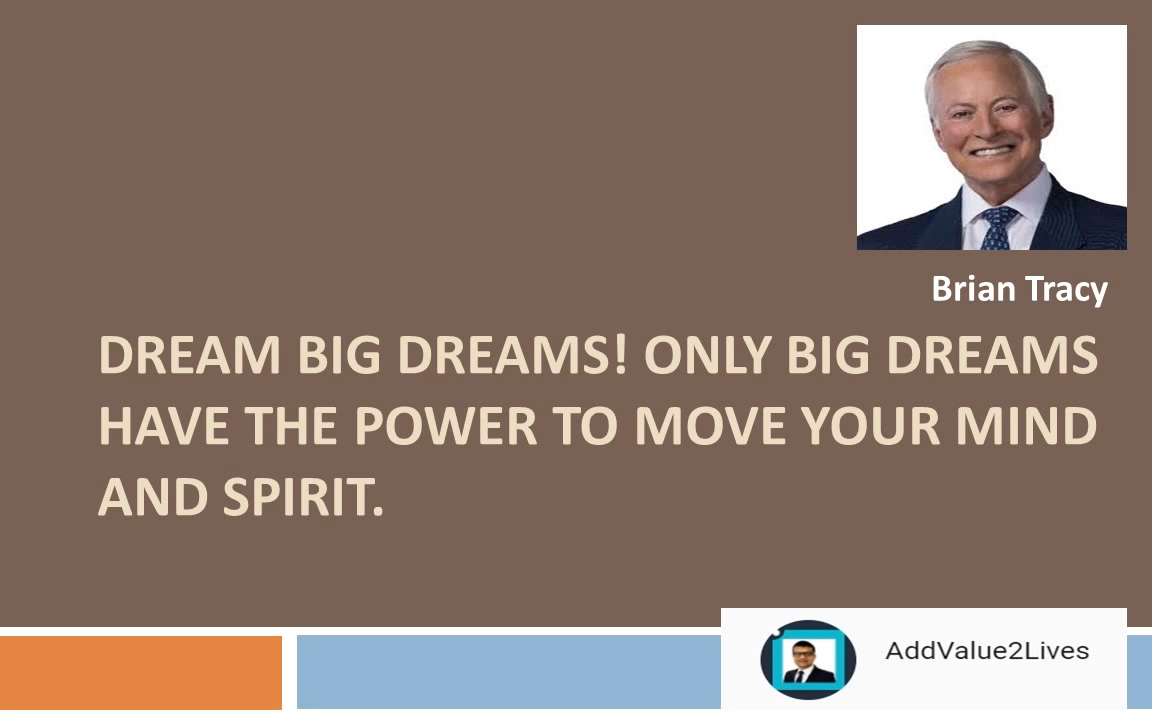 Brian Tracy
DREAM BIG DREAMS! ONLY BIG DREAMS
HAVE THE POWER TO MOVE YOUR MIND
AND SPIRIT.
AddValue2Lives